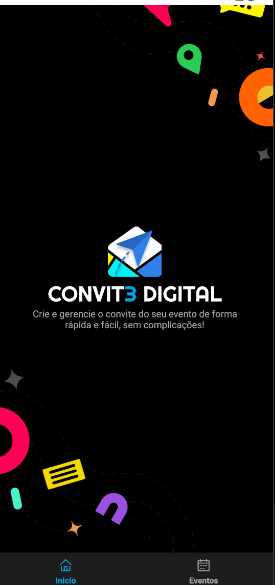 CONVIT3 DIGITAL
Crie e gerencie o convite do seu evento de forma
rápida e fácil, sem complicações!
Início
Eventos